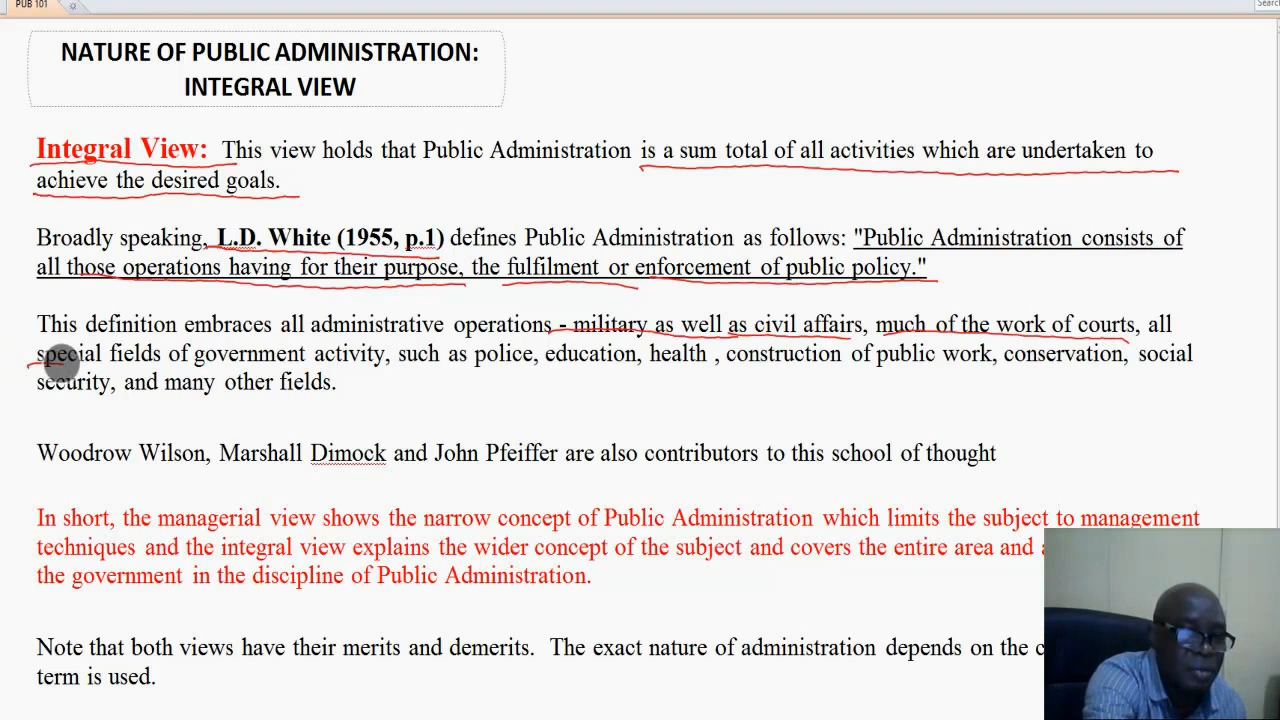 PUB 101
Search
NATURE OF PUBLIC ADMINISTRATION:
INTEGRAL VIEW
Integral View: This view holds that Public Administration is a sum total of all activities which are undertaken to
achieve the desired goals.
Broadly speaking, L.D. White (1955, p.1) defines Public Administration as follows: "Public Administration consists of
all those operations having for their purpose, the fulfilment or enforcement of public policy."
This definition embraces all administrative operations - military as well as civil affairs, much of the work of courts, all
special fields of government activity, such as police, education, health , construction of public work, conservation, social
security, and many other fields.
Woodrow Wilson, Marshall Dimock and John Pfeiffer are also contributors to this school of thought
In short, the managerial view shows the narrow concept of Public Administration which limits the subject to management
techniques and the integral view explains the wider concept of the subject and covers the entire area and
the government in the discipline of Public Administration.
Note that both views have their merits and demerits. The exact nature of administration depends on the
term is used.